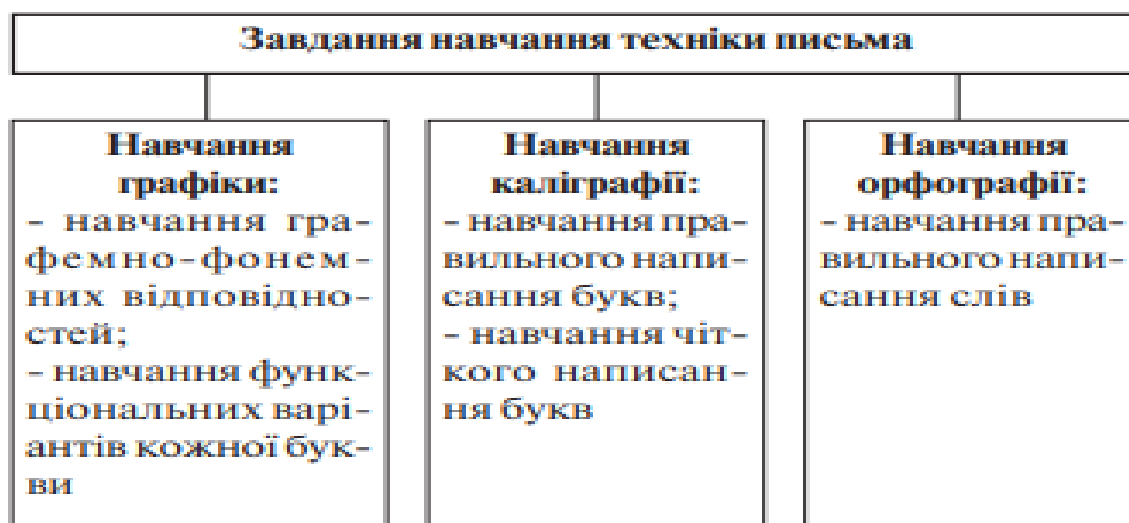 Завдання навчання техніки письма
Навчання
графіки:
- навчання гра-
фемно-фонем-
них відповідно-
стей;
- навчання функ-
ціональних варі-
антів кожної бук-
ви
Навчання
каліграфії:
- навчання пра-
вильного напи-
сання букв;
- навчання чіт-
кого написан-
ня букв
Навчання
орфографії:
- навчання пра-
вильного напи-
сання слів